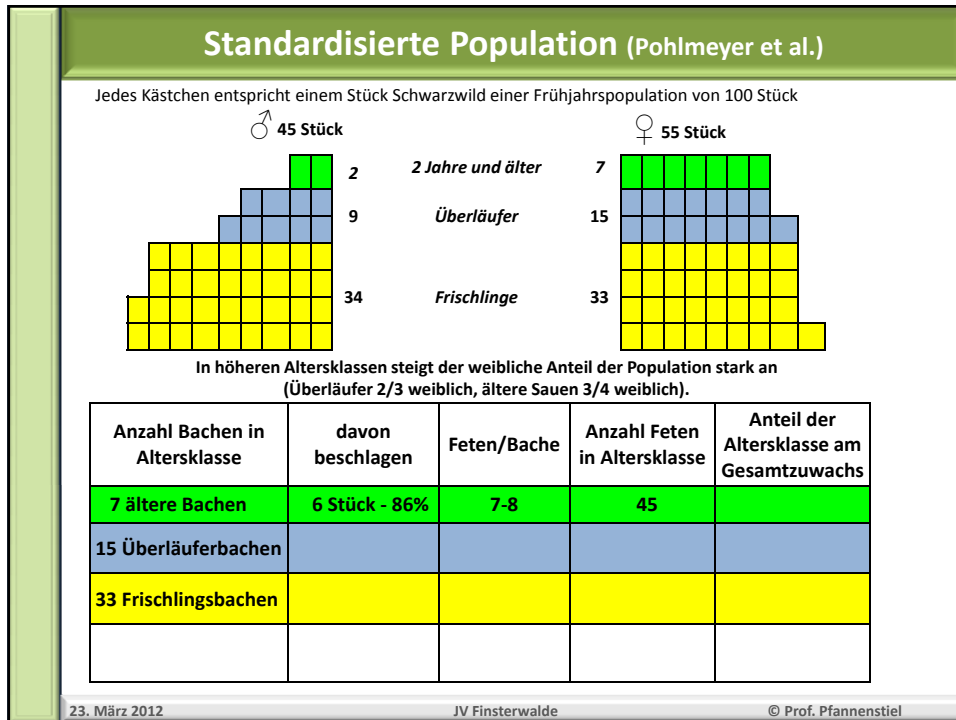 Standardisierte Population (Pohlmeyer et al.)
Jedes Kästchen entspricht einem Stück Schwarzwild einer Frühjahrspopulation von 100 Stück
♂ 45 Stück
♀ 55 Stück
2 2 Jahre und älter 7
9 Überläufer 15
34 Frischlinge 33
In höheren Altersklassen steigt der weibliche Anteil der Population stark an
(Überläufer 2/3 weiblich, ältere Sauen 3/4 weiblich).
Anzahl Bachen in
Altersklasse
davon
beschlagen
Feten/Bache
Anzahl Feten
in Altersklasse
Anteil der
Altersklasse am
Gesamtzuwachs
7 ältere Bachen 6 Stück - 86% 7-8 45
15 Überläuferbachen
33 Frischlingsbachen
23. März 2012 JV Finsterwalde © Prof. Pfannenstiel